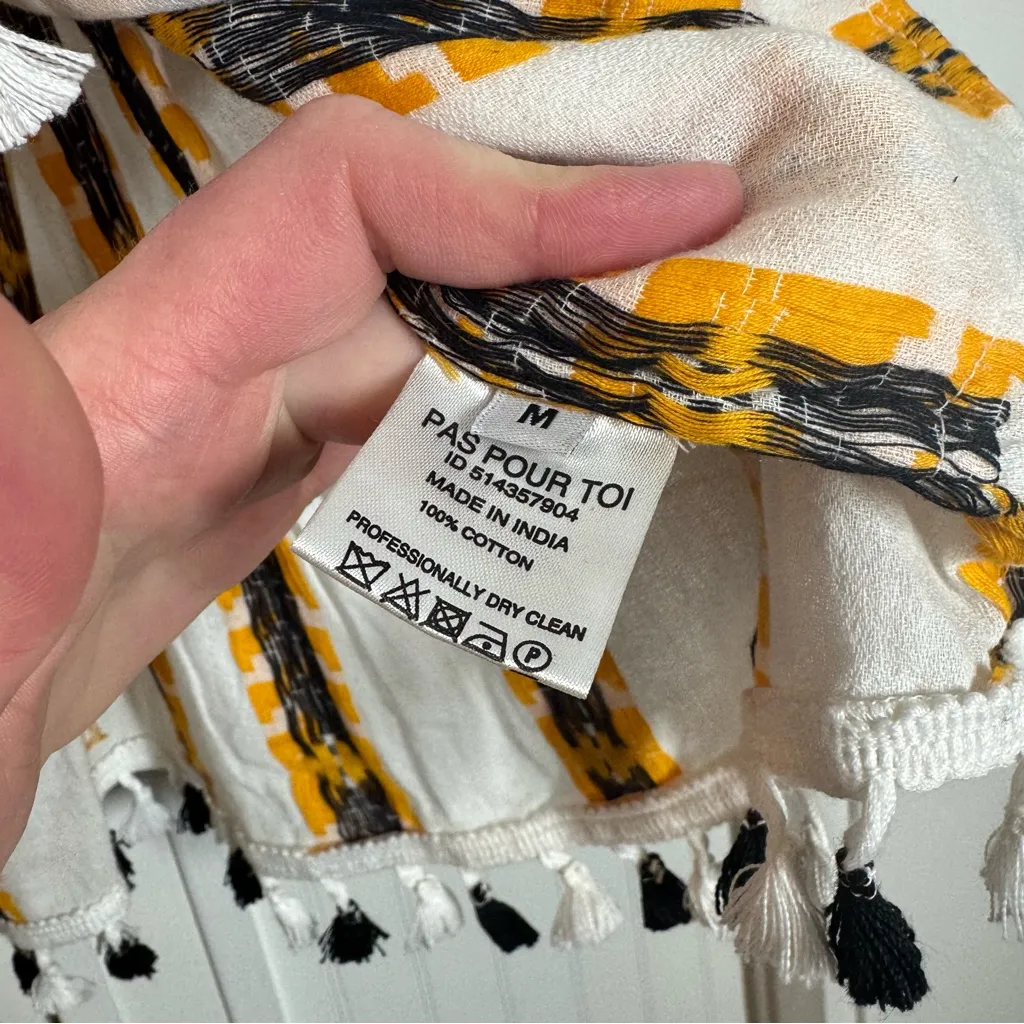 M
PAS POUR TOI
ID 514357904
MADE IN INDIA
100% COTTON
PROFESSIONALLY DRY CLEAN
P